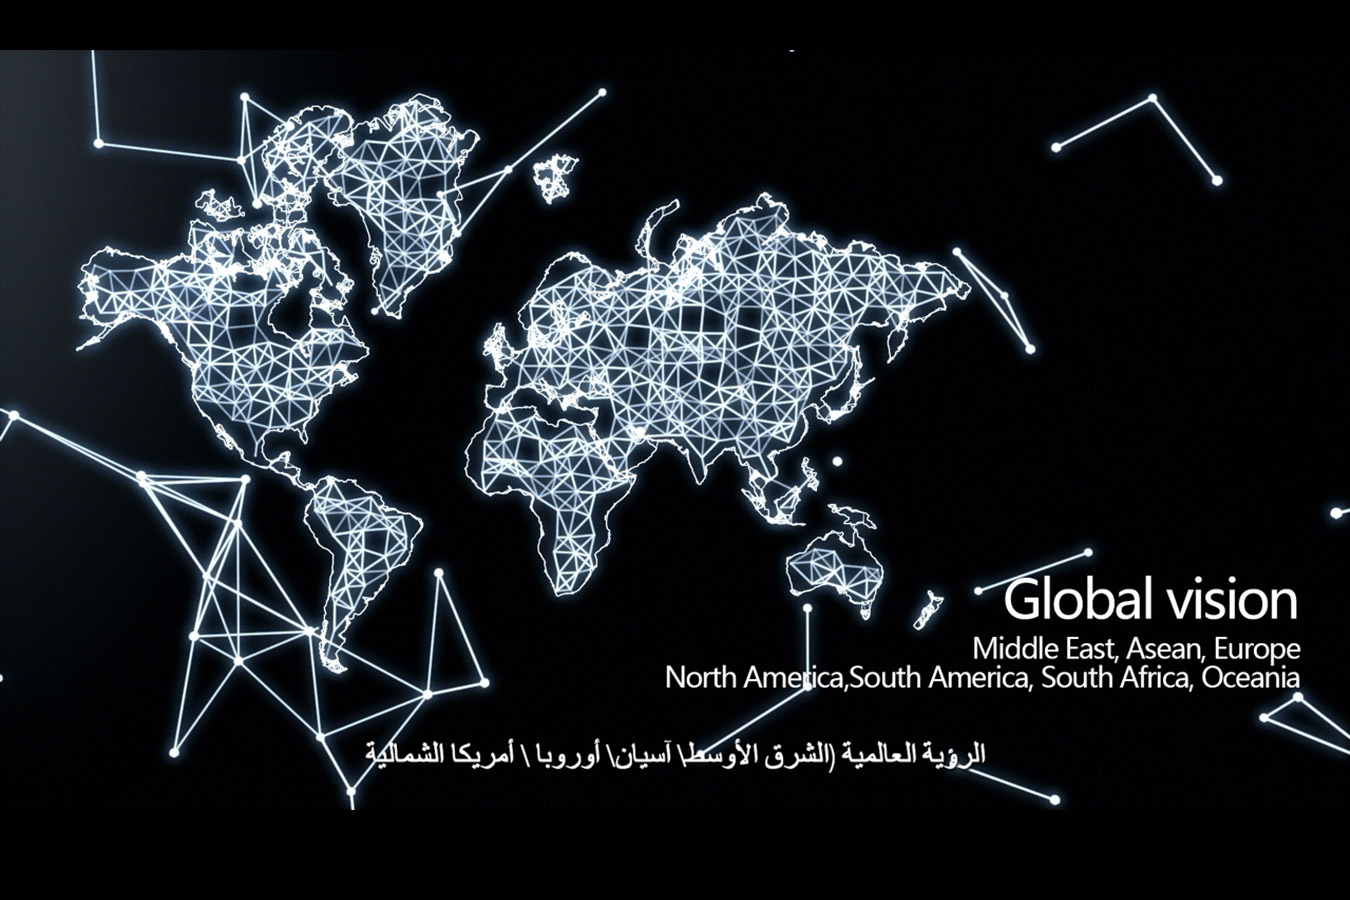 Global vision
Middle East, Asean, Europe
North America,South America, South Africa, Oceania
الرؤية العالمية (الشرق الأوسط\ آسيان\ أوروبا \ أمريكا الشمالية